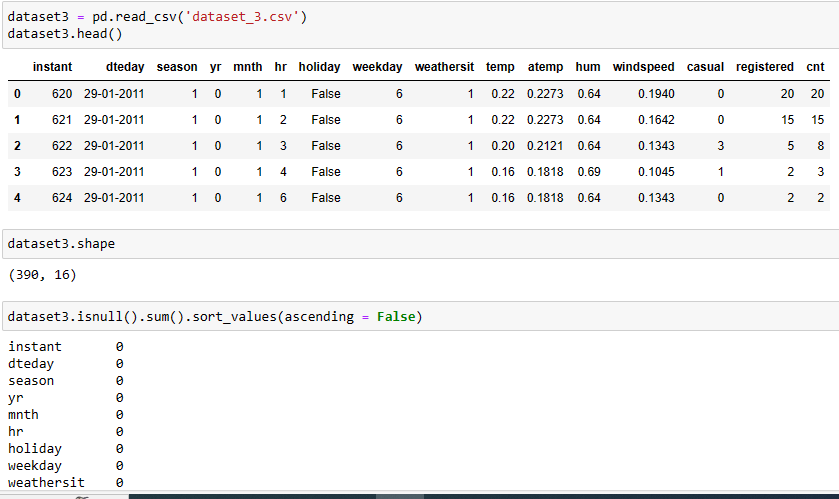 dataset3 = pd.read_csv('dataset_3.csv')
dataset3.head()
instant dteday season yr mnth hr holiday weekday weathersit temp atemp hum windspeed casual registered cnt
0 620 29-01-2011 1 0 1 1 False 6 1 0.22 0.2273 0.64 0.1940 0 20 20
1 621 29-01-2011 1 0 1 2 False 6 1 0.22 0.2273 0.64 0.1642 0 15 15
2 622 29-01-2011 1 0 1 3 False 6 1 0.20 0.2121 0.64 0.1343 3 5 8
3 623 29-01-2011 1 0 1 4 False 6 1 0.16 0.1818 0.69 0.1045 1 2 3
4 624 29-01-2011 1 0 1 6 False 6 1 0.16 0.1818 0.64 0.1343 0 2 2
dataset3.shape
(390, 16)
dataset3.isnull().sum().sort_values(ascending = False)
instant 0
dteday 0
season 0
yr 0
mnth 0
hr 0
holiday 0
weekday 0
weathersit 0